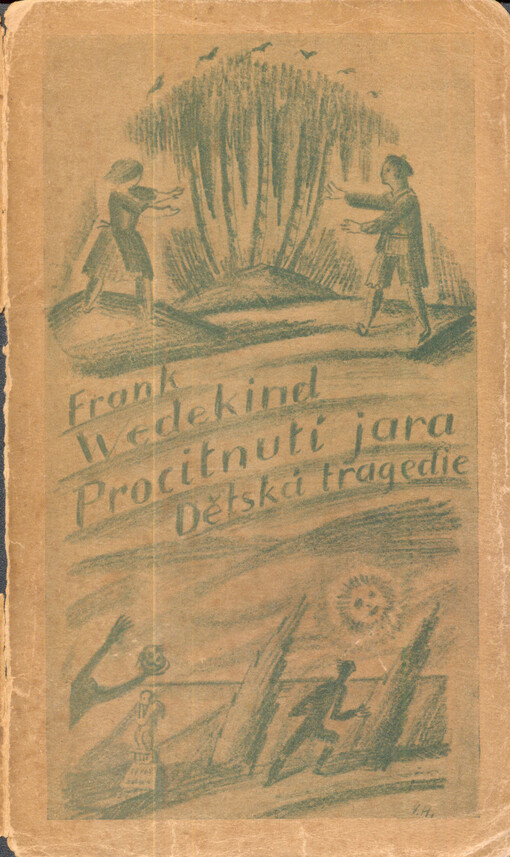 Frank
Wedekind
Procitnutí jara
Dětská tragedie
V.M.